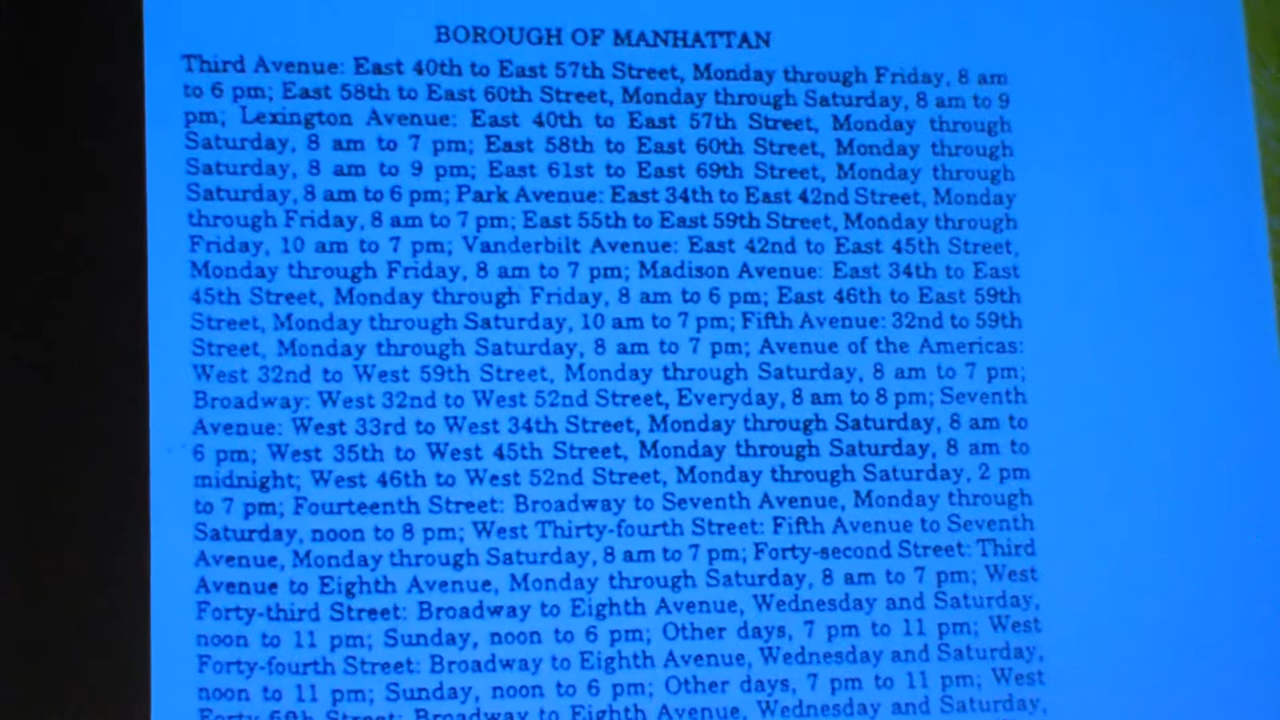 BOROUGH OF MANHATTAN
Third Avenue: East 40th to East 57th Street, Monday through Friday, 8 am
to 6 pm; East 58th to East 60th Street, Monday through Saturday, 8 am to 9
pm; Lexington Avenue: East 40th to East 57th Street, Monday through
Saturday, 8 am to 7 pm; East 58th to East 60th Street, Monday through
Saturday, 8 am to 9 pm; East 61st to East 69th Street, Monday through
Saturday, 8 am to 6 pm; Park Avenue: East 34th to East 42nd Street, Monday
through Friday, 8 am to 7 pm; East 55th to East 59th Street, Monday through
Friday, 10 am to 7 pm; Vanderbilt Avenue: East 42nd to East 45th Street,
Monday through Friday, 8 am to 7 pm; Madison Avenue: East 34th to East
45th Street, Monday through Friday, 8 am to 6 pm; East 46th to East 59th
Street, Monday through Saturday, 10 am to 7 pm; Fifth Avenue: 32nd to 59th
Street, Monday through Saturday, 8 am to 7 pm; Avenue of the Americas:
West 32nd to West 59th Street, Monday through Saturday, 8 am to 7 pm;
Broadway: West 32nd to West 52nd Street, Everyday, 8 am to 8 pm; Seventh
Avenue: West 33rd to West 34th Street, Monday through Saturday, 8 am to
6 pm; West 35th to West 45th Street, Monday through Saturday, 8 am to
midnight; West 46th to West 52nd Street, Monday through Saturday, 2 pm
to 7 pm; Fourteenth Street: Broadway to Seventh Avenue, Monday through
Saturday, noon to 8 pm; West Thirty-fourth Street: Fifth Avenue to Seventh
Avenue, Monday through Saturday, 8 am to 7 pm; Forty-second Street: Third
Avenue to Eighth Avenue, Monday through Saturday, 8 am to 7 pm; West
Forty-third Street: Broadway to Eighth Avenue, Wednesday and Saturday,
noon to 11 pm; Sunday, noon to 6 pm; Other days, 7 pm to 11 pm; West
Forty-fourth Street: Broadway to Eighth Avenue, Wednesday and Saturday,
noon to 11 pm; Sunday, noon to 6 pm; Other days, 7 pm to 11 pm; West
Forty-fifth Street: Broadway to Eighth Avenue, Wednesday and Saturday,